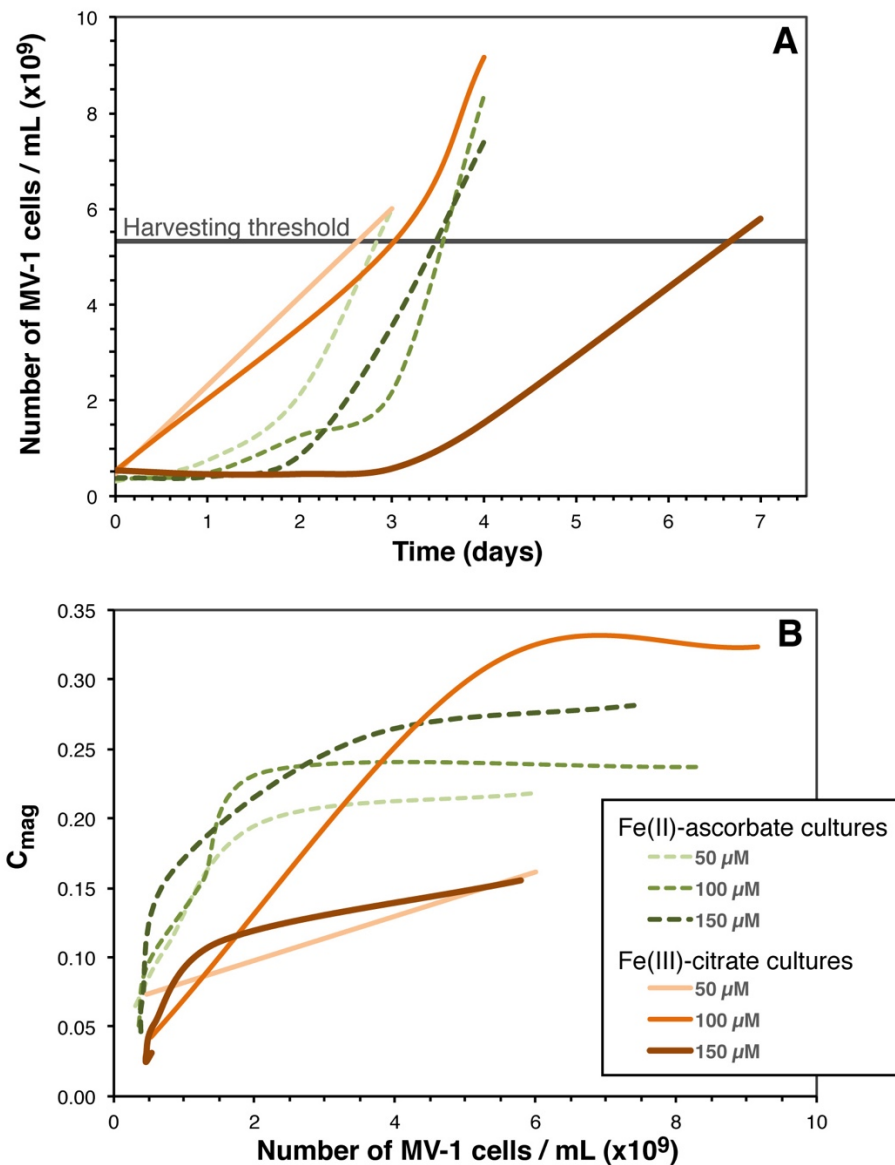 A
10
8
6
4
2
0
Number of MV-1 cells / mL (x10⁹)
Harvesting threshold
0 1 2 3 4 5 6 7
Time (days)
B
0.35
0.30
0.25
0.20
0.15
0.10
0.05
0.00
Cmag
0 2 4 6 8 10
Number of MV-1 cells / mL (x10⁹)
Fe(II)-ascorbate cultures
50 µM
100 µM
150 µM
Fe(III)-citrate cultures
50 µM
100 µM
150 µM